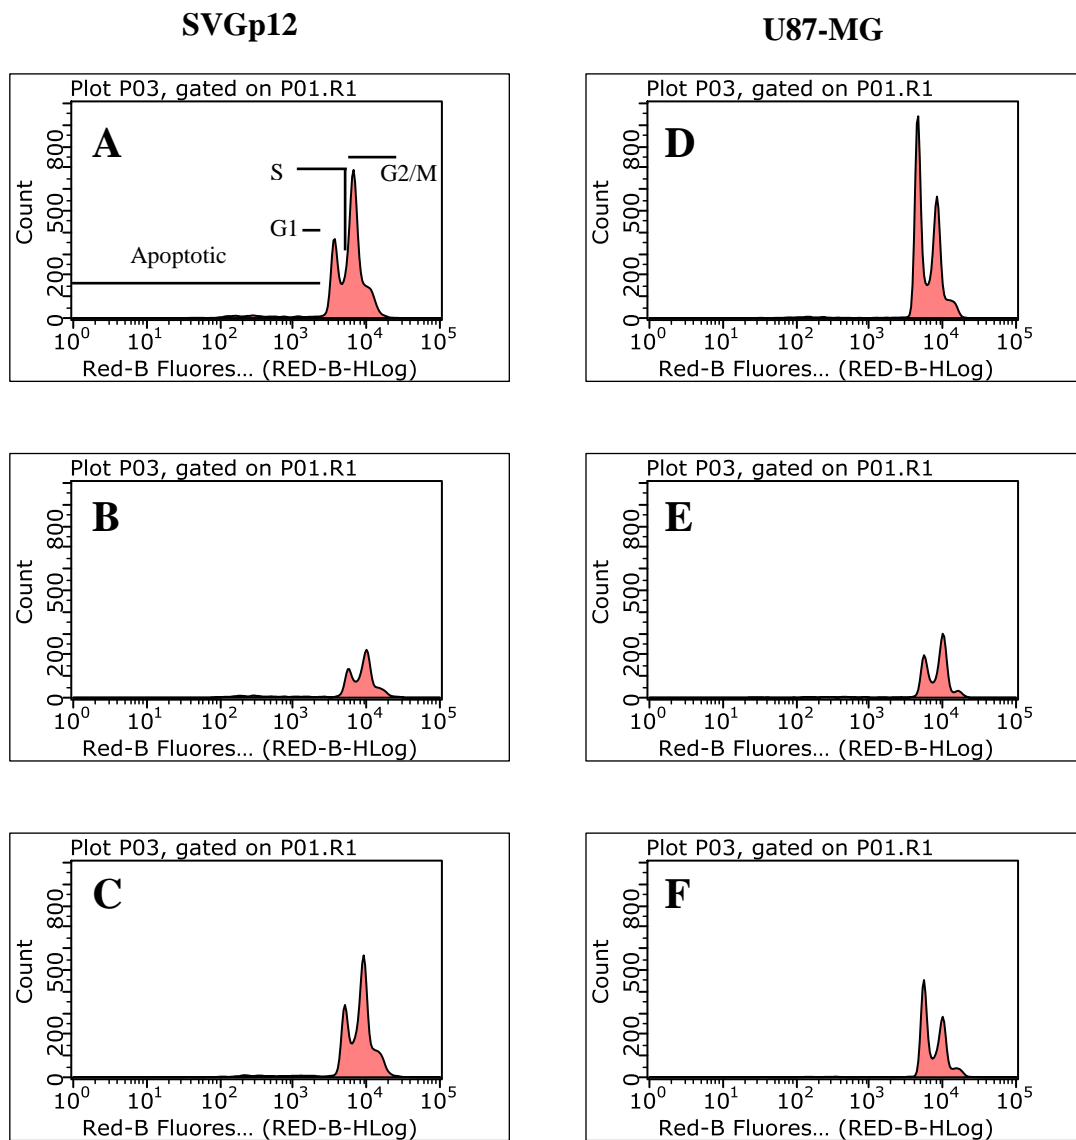 SVGp12
U87-MG
Plot P03, gated on P01.R1
A
S
G2/M
G1
Apoptotic
Count
0 200 500 800
10^0 10^1 10^2 10^3 10^4 10^5
Red-B Fluores... (RED-B-HLog)
Plot P03, gated on P01.R1
D
Count
0 200 500 800
10^0 10^1 10^2 10^3 10^4 10^5
Red-B Fluores... (RED-B-HLog)
Plot P03, gated on P01.R1
B
Count
0 200 500 800
10^0 10^1 10^2 10^3 10^4 10^5
Red-B Fluores... (RED-B-HLog)
Plot P03, gated on P01.R1
E
Count
0 200 500 800
10^0 10^1 10^2 10^3 10^4 10^5
Red-B Fluores... (RED-B-HLog)
Plot P03, gated on P01.R1
C
Count
0 200 500 800
10^0 10^1 10^2 10^3 10^4 10^5
Red-B Fluores... (RED-B-HLog)
Plot P03, gated on P01.R1
F
Count
0 200 500 800
10^0 10^1 10^2 10^3 10^4 10^5
Red-B Fluores... (RED-B-HLog)